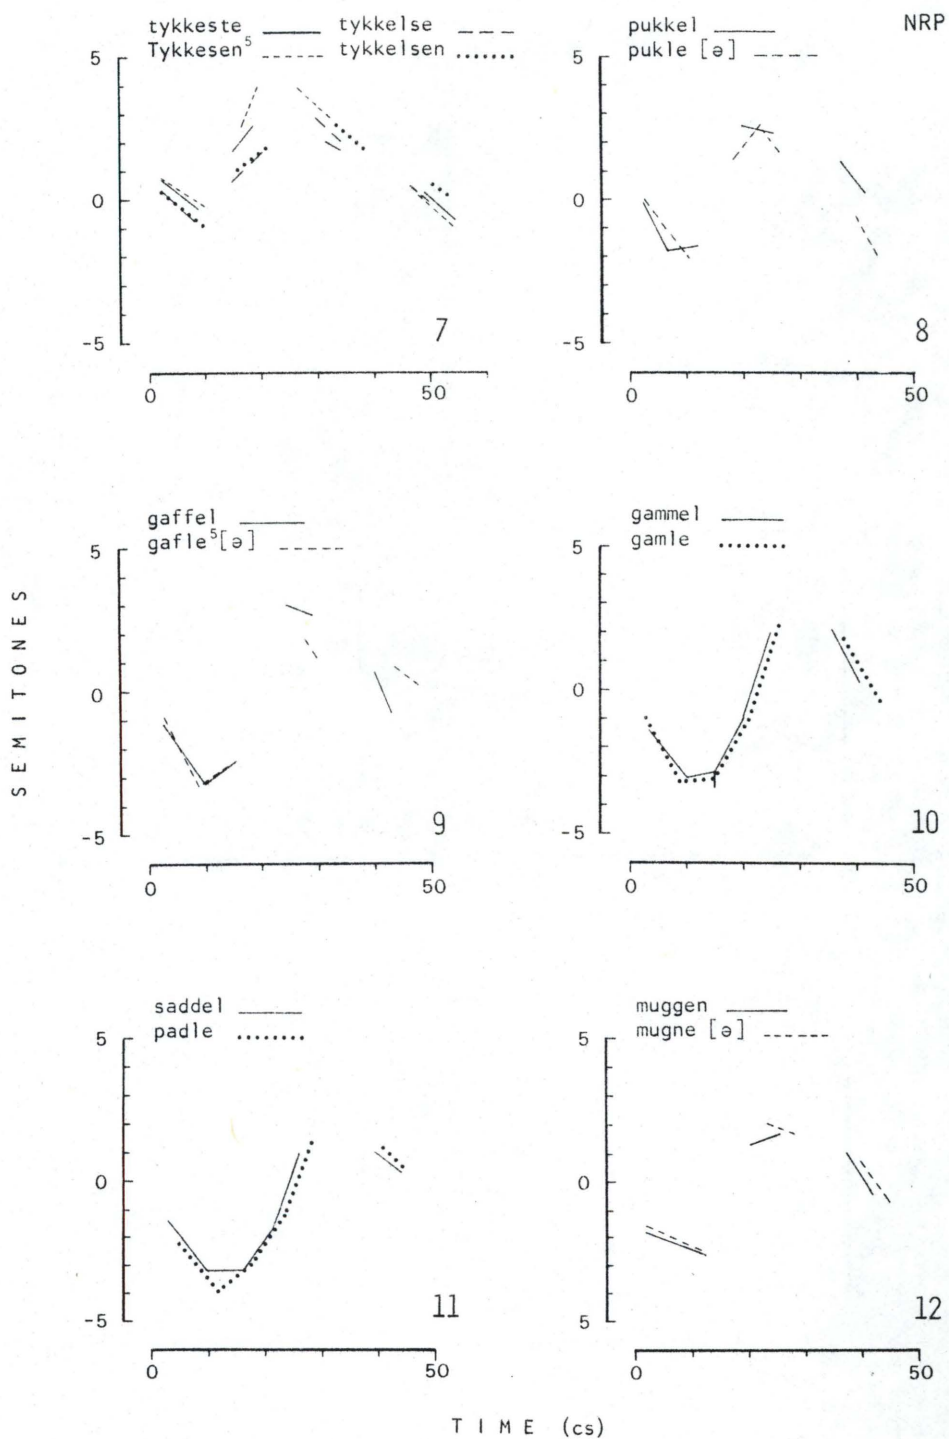 NRP
tykkeste tykkelse
Tykkesen⁵ tykkelsen
5
0
-5
7
0 50
pukkel
pukle [ə]
5
0
-5
8
0 50
gaffel
gafle⁵[ə]
5
0
-5
9
0 50
gammel
gamle
5
0
-5
10
0 50
saddel
padle
5
0
-5
11
0 50
muggen
mugne [ə]
5
0
5
12
0 50
SEMITONES
TIME (cs)